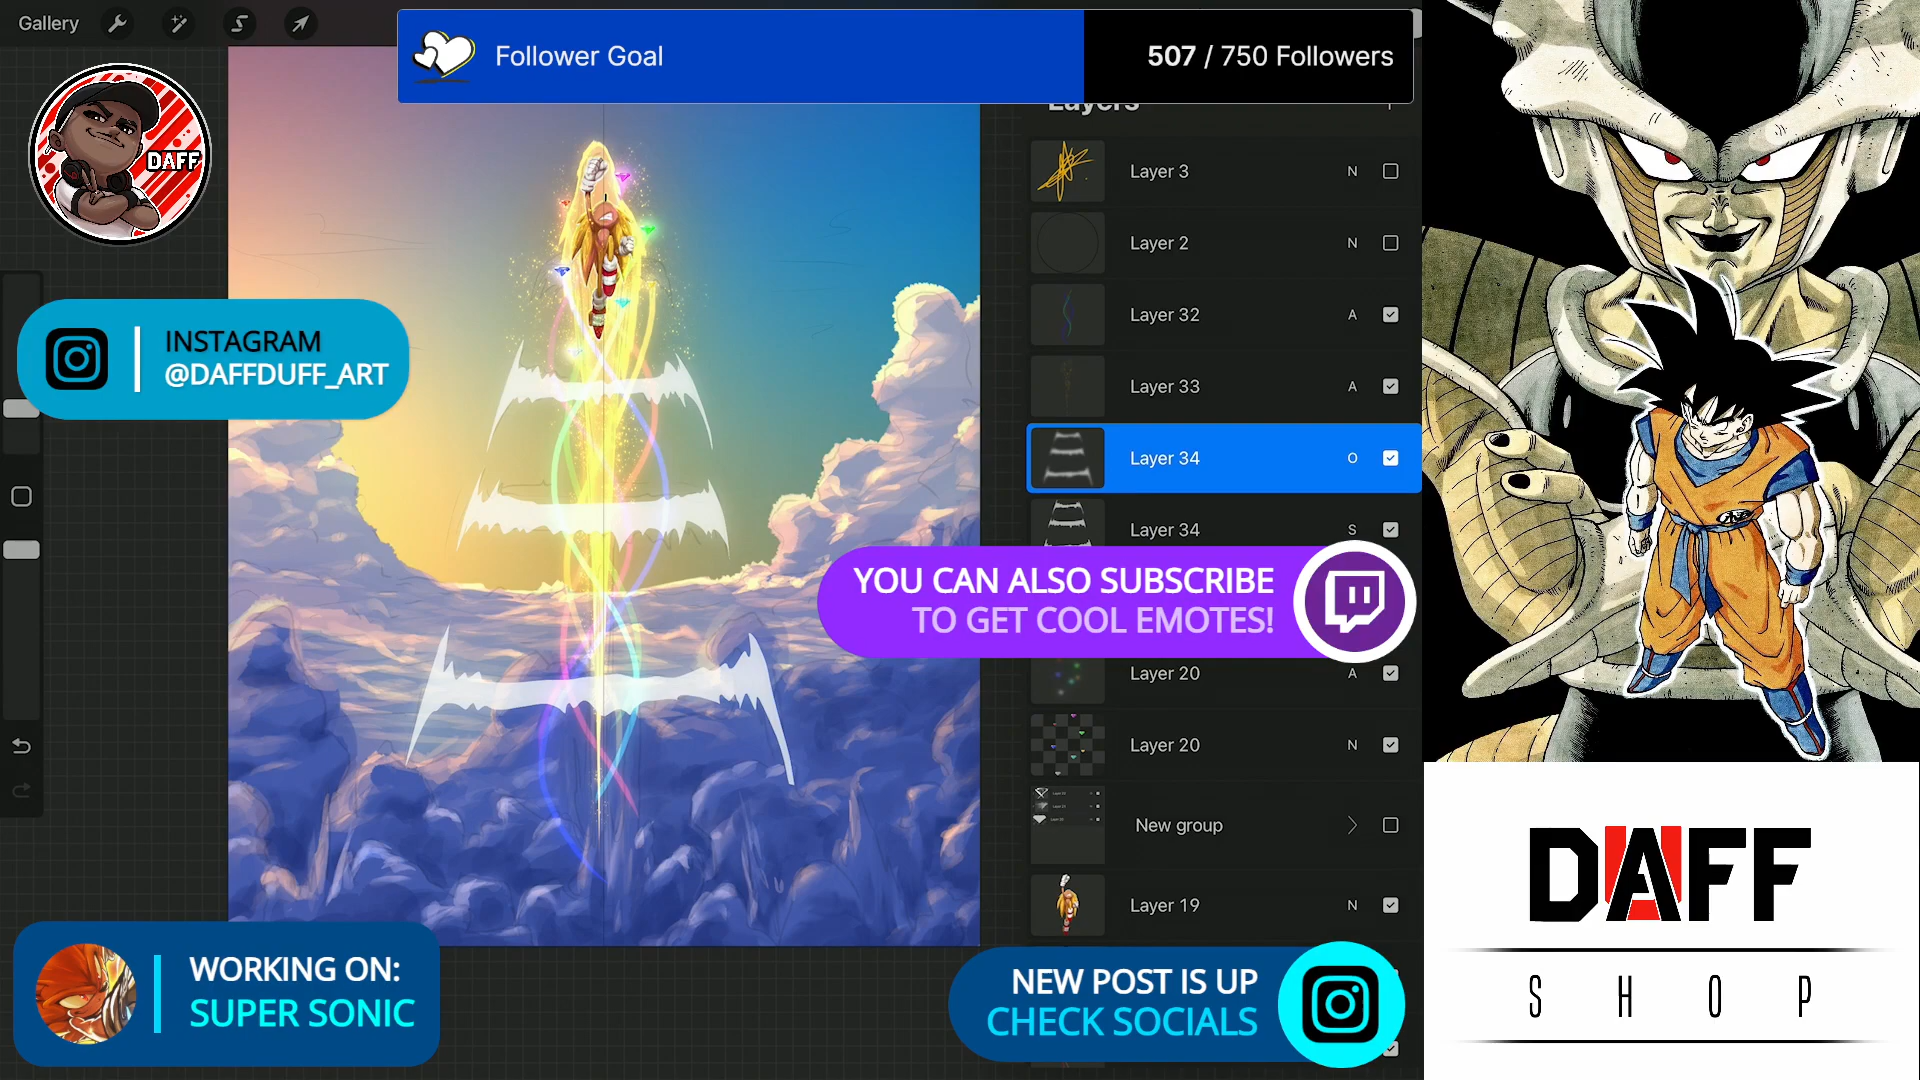 Gallery
Follower Goal
507 / 750 Followers
Layers
DAFF
Layer 3 N
Layer 2 N
Layer 32 A
INSTAGRAM
@DAFFDUFF_ART
Layer 33 A
Layer 34 O
Layer 34 S
YOU CAN ALSO SUBSCRIBE
TO GET COOL EMOTES!
Layer 20 A
Layer 20 N
New group
Layer 19 N
WORKING ON:
SUPER SONIC
NEW POST IS UP
CHECK SOCIALS
DAFF
SHOP